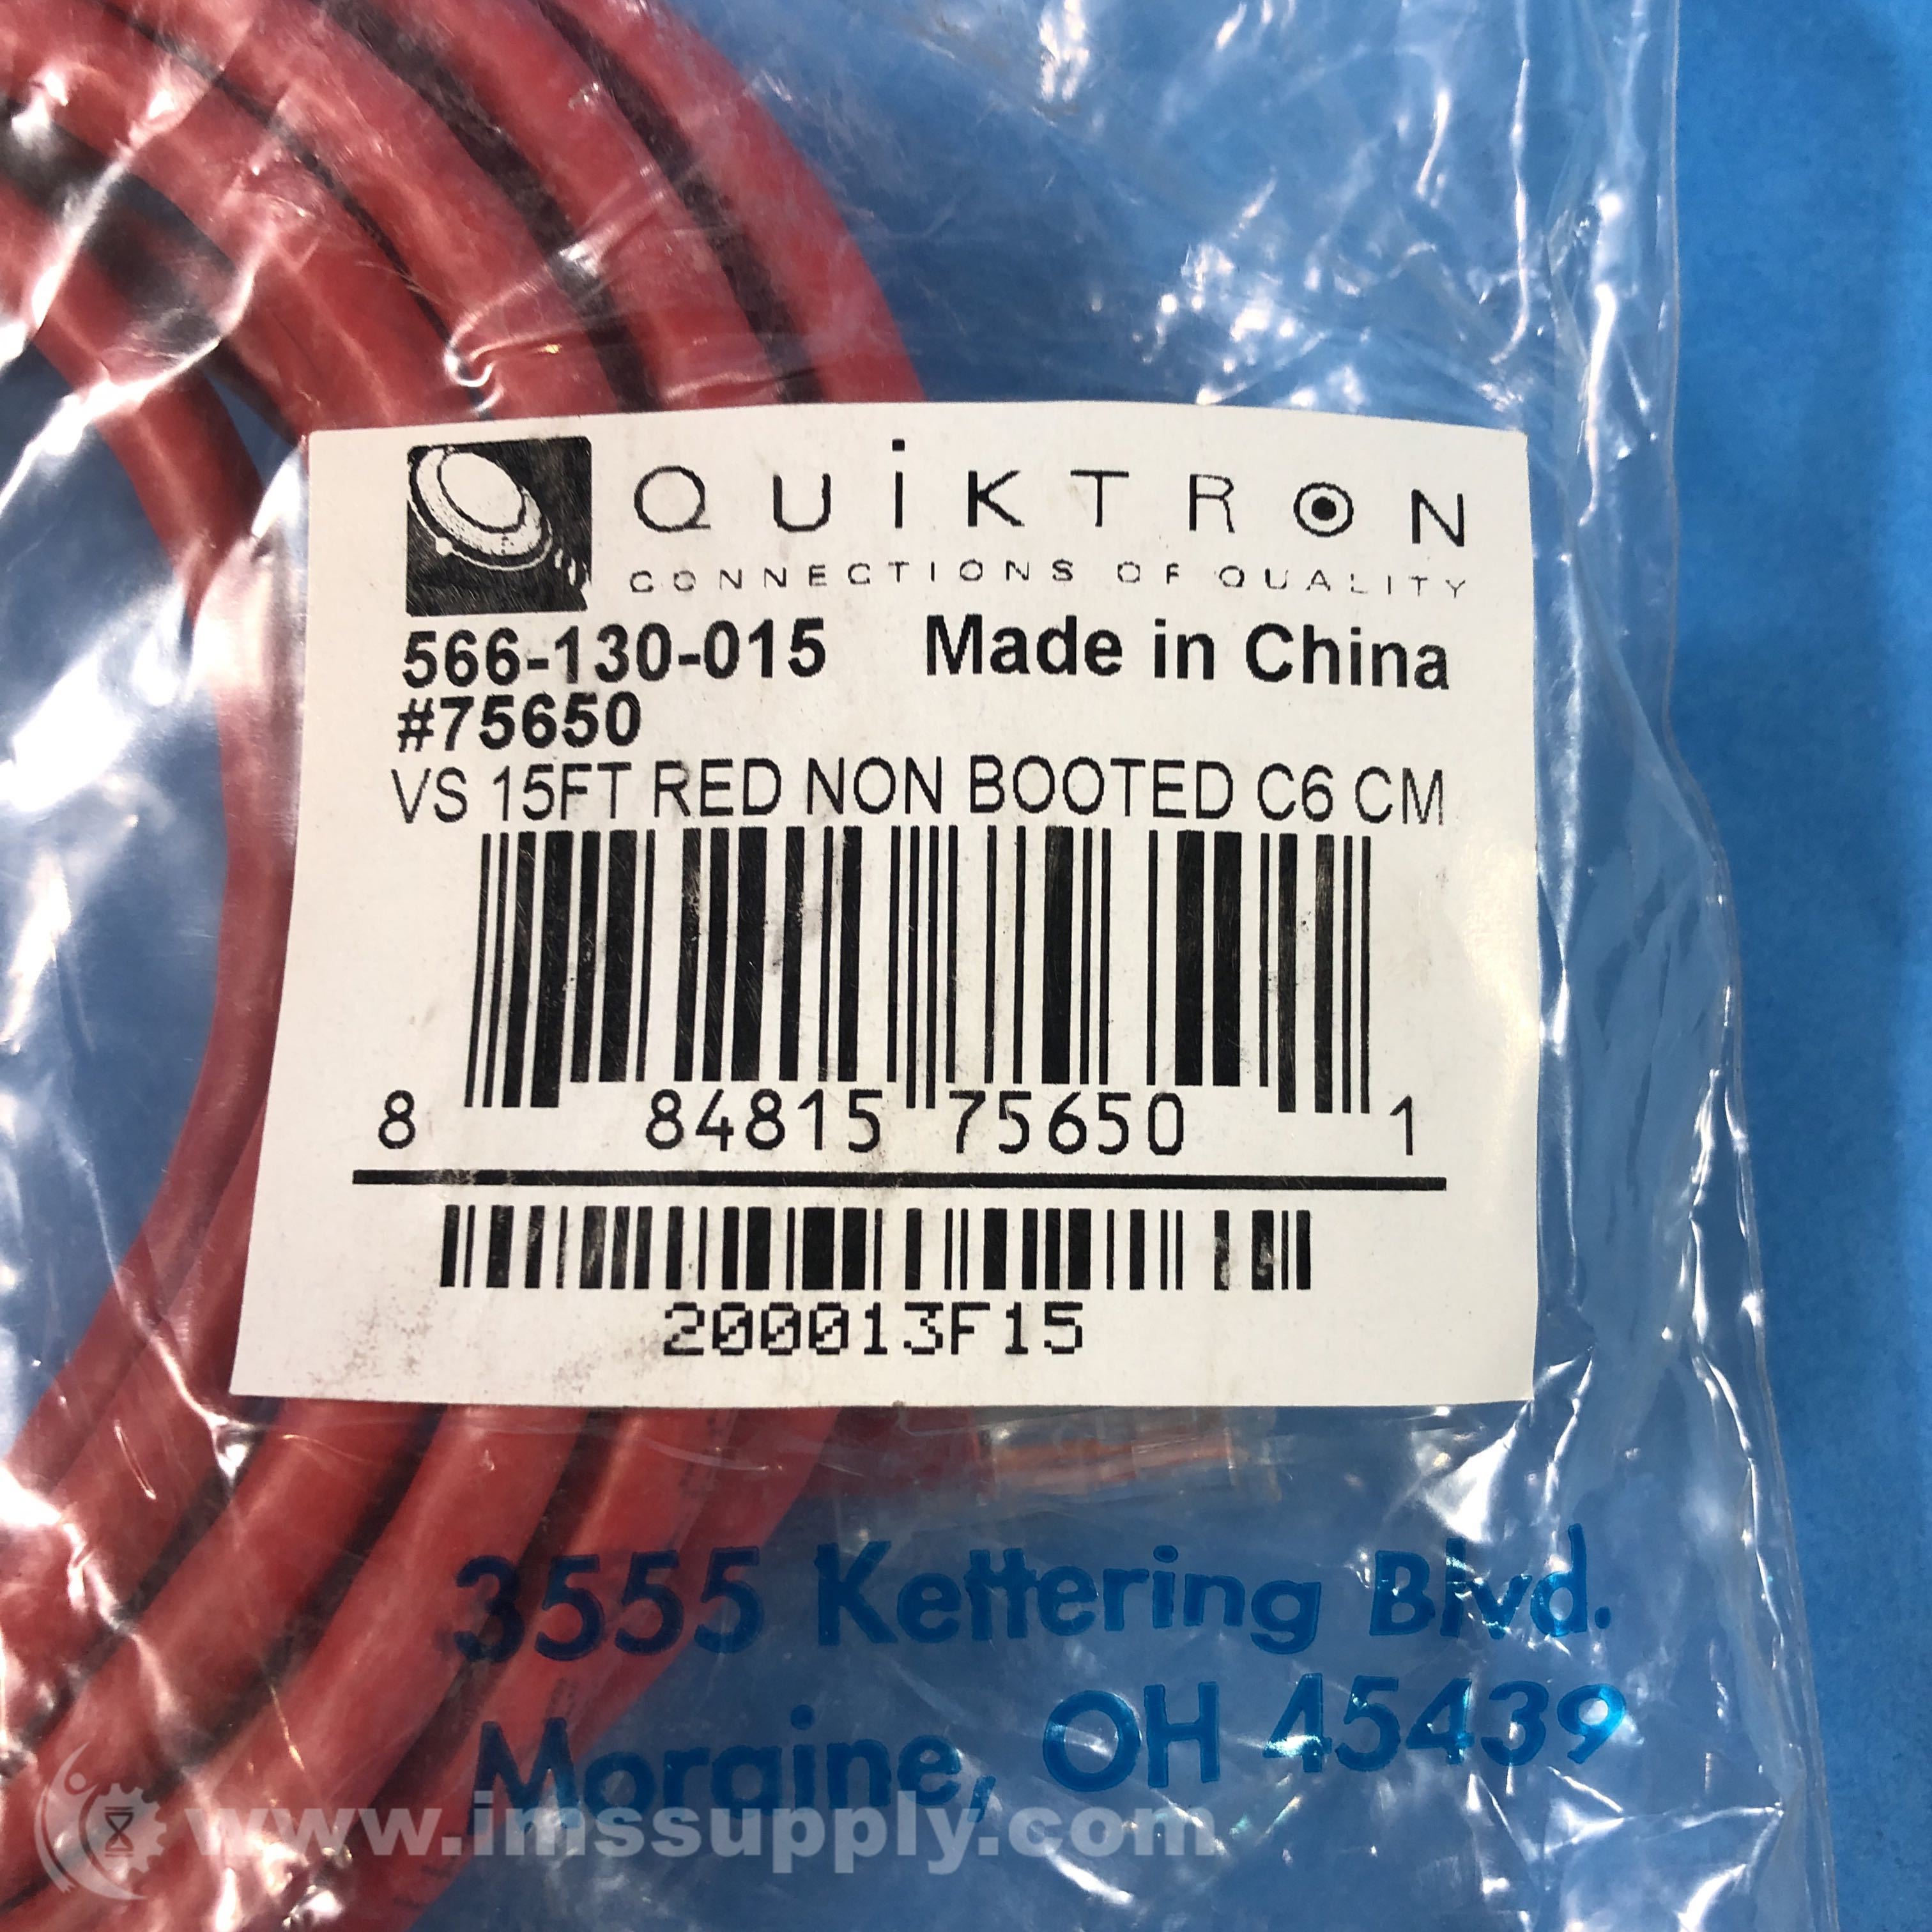 QUiKTRON
CONNECTIONS OF QUALITY
566-130-015 Made in China
#75650
VS 15FT RED NON BOOTED C6 CM
8 84815 75650 1
200013F15
3555 Kettering Blvd.
Moraine, OH 45439
www.imssupply.com